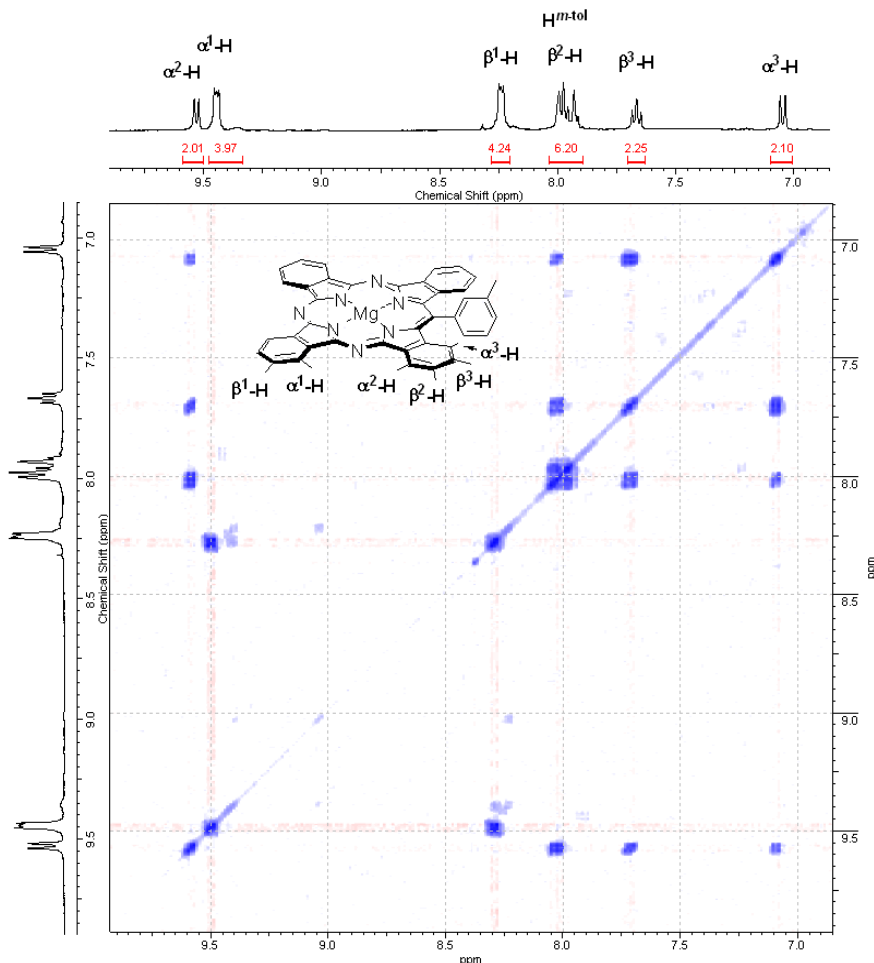 H^m-tol
α¹-H
α²-H
β¹-H
β²-H
β³-H
α³-H
2.01 3.97 4.24 6.20 2.25 2.10
9.5 9.0 8.5 8.0 7.5 7.0
Chemical Shift (ppm)
7.0
7.5
8.0
8.5
9.0
9.5
Chemical Shift (ppm)
N
N N
Mg
N
N N
N
N
α³-H
β¹-H α¹-H α²-H β²-H β³-H
7.0
7.5
8.0
8.5
9.0
9.5
ppm
9.5 9.0 8.5 8.0 7.5 7.0
ppm